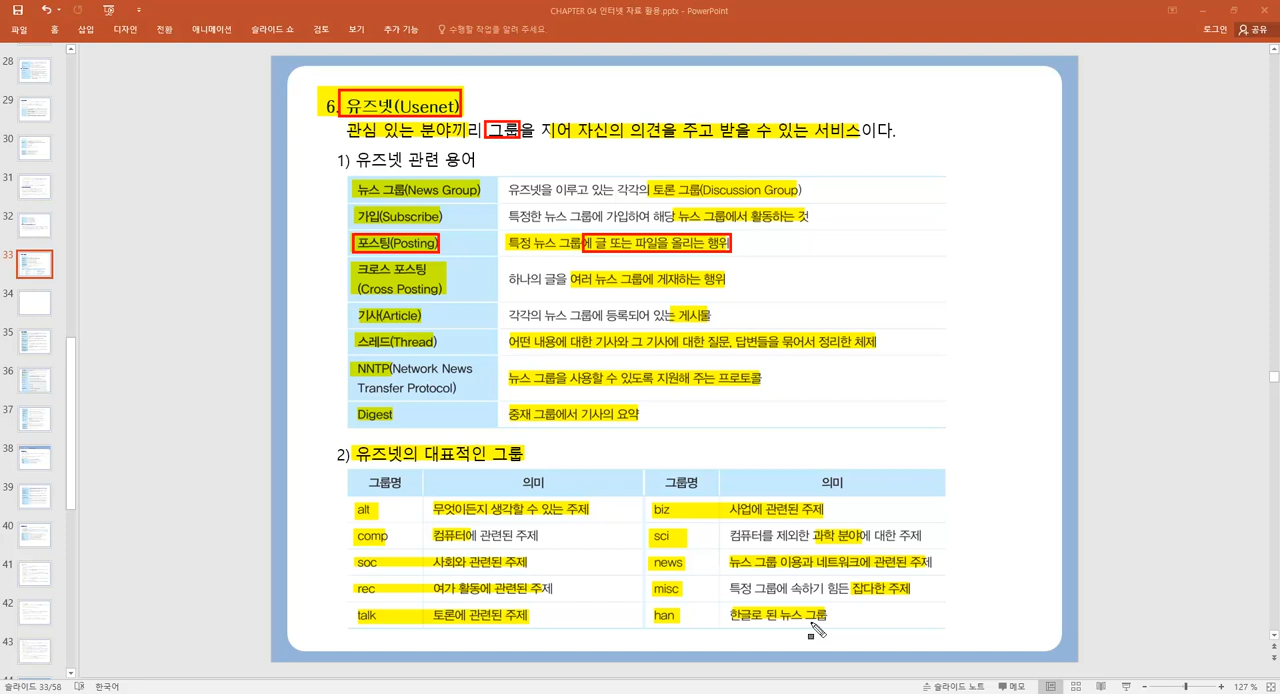 CHAPTER 04 인터넷 자료 활용.pptx - PowerPoint
파일 홈 삽입 디자인 전환 애니메이션 슬라이드 쇼 검토 보기 추가 기능 수행할 작업을 알려 주세요. 로그인 공유
28
29
30
31
32
33
34
35
36
37
38
39
40
41
42
43
6. 유즈넷(Usenet)
관심 있는 분야끼리 그룹을 지어 자신의 의견을 주고 받을 수 있는 서비스이다.
1) 유즈넷 관련 용어
뉴스 그룹(News Group) 유즈넷을 이루고 있는 각각의 토론 그룹(Discussion Group)
가입(Subscribe) 특정한 뉴스 그룹에 가입하여 해당 뉴스 그룹에서 활동하는 것
포스팅(Posting) 특정 뉴스 그룹에 글 또는 파일을 올리는 행위
크로스 포스팅
(Cross Posting) 하나의 글을 여러 뉴스 그룹에 게재하는 행위
기사(Article) 각각의 뉴스 그룹에 등록되어 있는 게시물
스레드(Thread) 어떤 내용에 대한 기사와 그 기사에 대한 질문, 답변들을 묶어서 정리한 체제
NNTP(Network News
Transfer Protocol) 뉴스 그룹을 사용할 수 있도록 지원해 주는 프로토콜
Digest 중재 그룹에서 기사의 요약
2) 유즈넷의 대표적인 그룹
그룹명 의미 그룹명 의미
alt 무엇이든지 생각할 수 있는 주제 biz 사업에 관련된 주제
comp 컴퓨터에 관련된 주제 sci 컴퓨터를 제외한 과학 분야에 대한 주제
soc 사회와 관련된 주제 news 뉴스 그룹 이용과 네트워크에 관련된 주제
rec 여가 활동에 관련된 주제 misc 특정 그룹에 속하기 힘든 잡다한 주제
talk 토론에 관련된 주제 han 한글로 된 뉴스 그룹
슬라이드 33/58 한국어 슬라이드 노트 메모 127 %